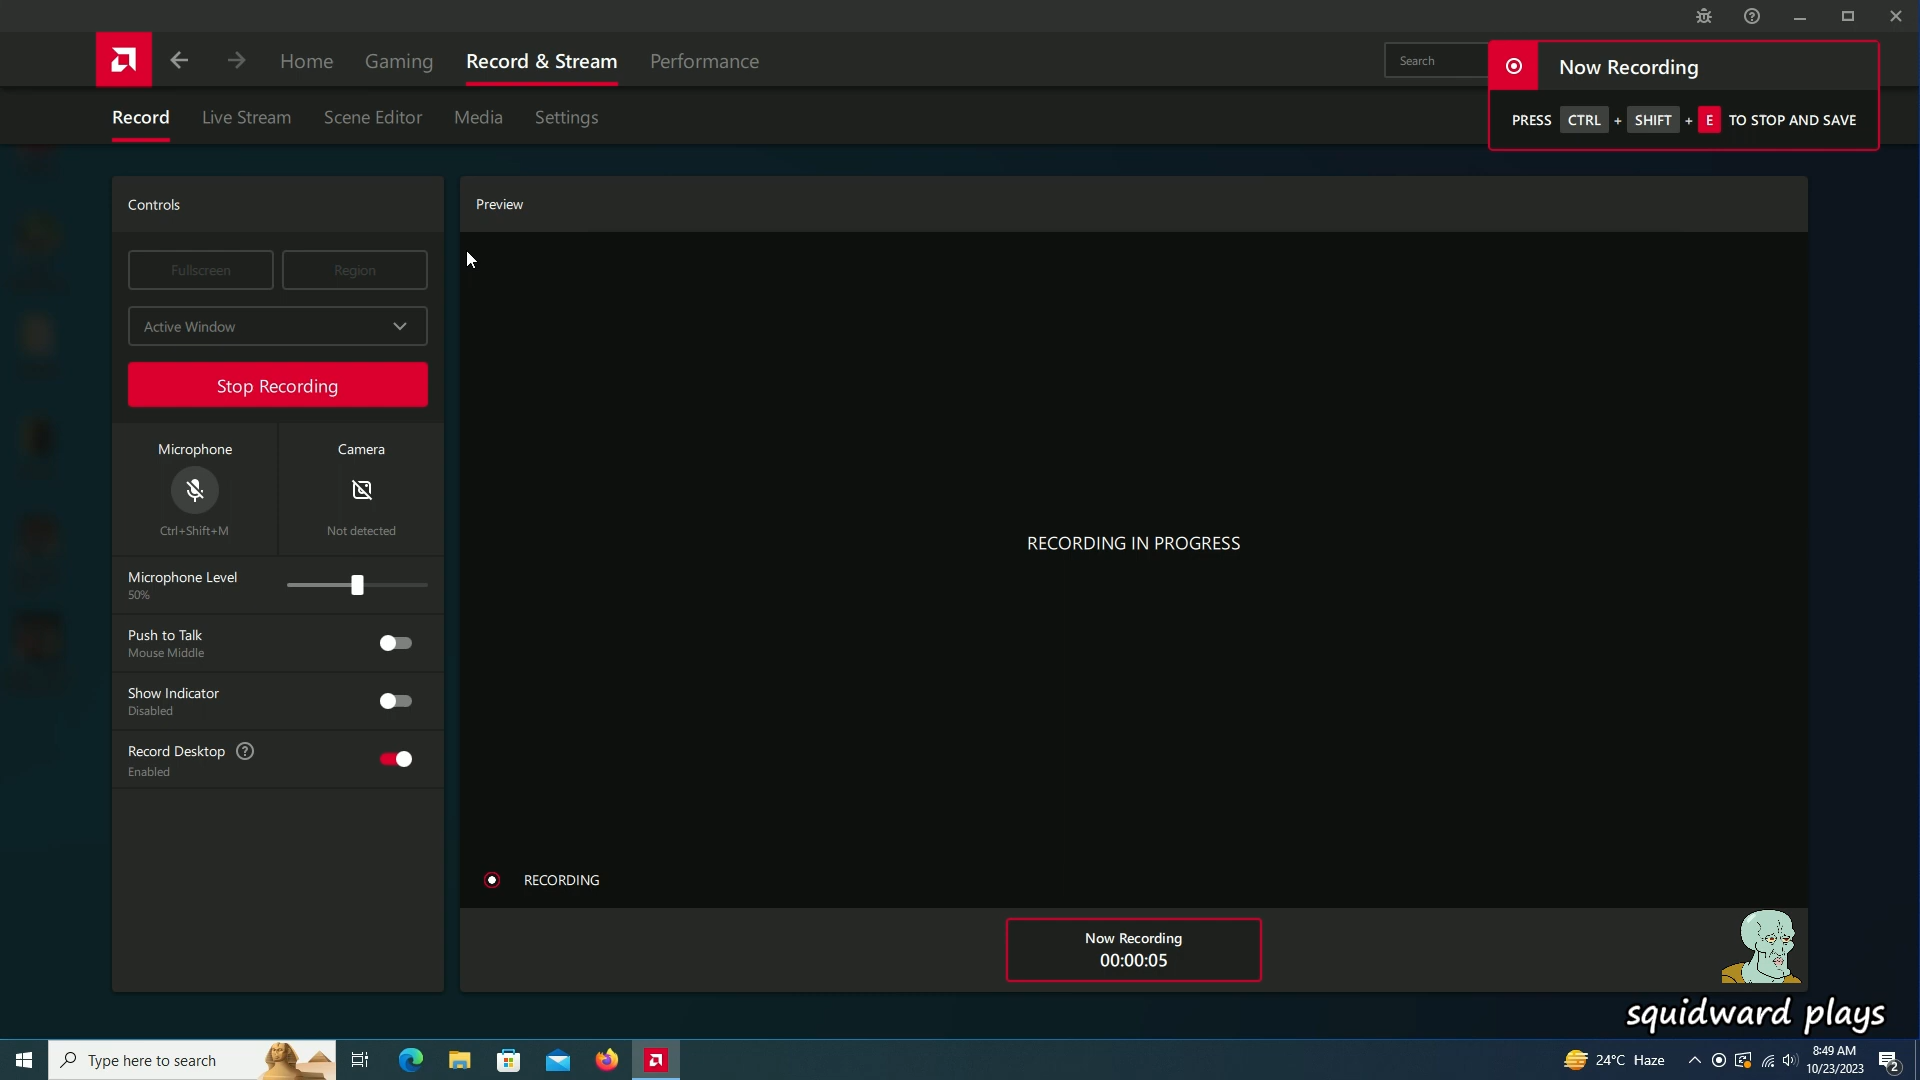 Home Gaming Record & Stream Performance Search
Now Recording
PRESS CTRL + SHIFT + E TO STOP AND SAVE
Record Live Stream Scene Editor Media Settings
Controls
Fullscreen Region
Active Window
Stop Recording
Microphone Camera
Ctrl+Shift+M Not detected
Microphone Level
50%
Push to Talk
Mouse Middle
Show Indicator
Disabled
Record Desktop ?
Enabled
Preview
RECORDING IN PROGRESS
RECORDING
Now Recording
00:00:05
squidward plays
Type here to search
24°C Haze
8:49 AM
10/23/2023
2